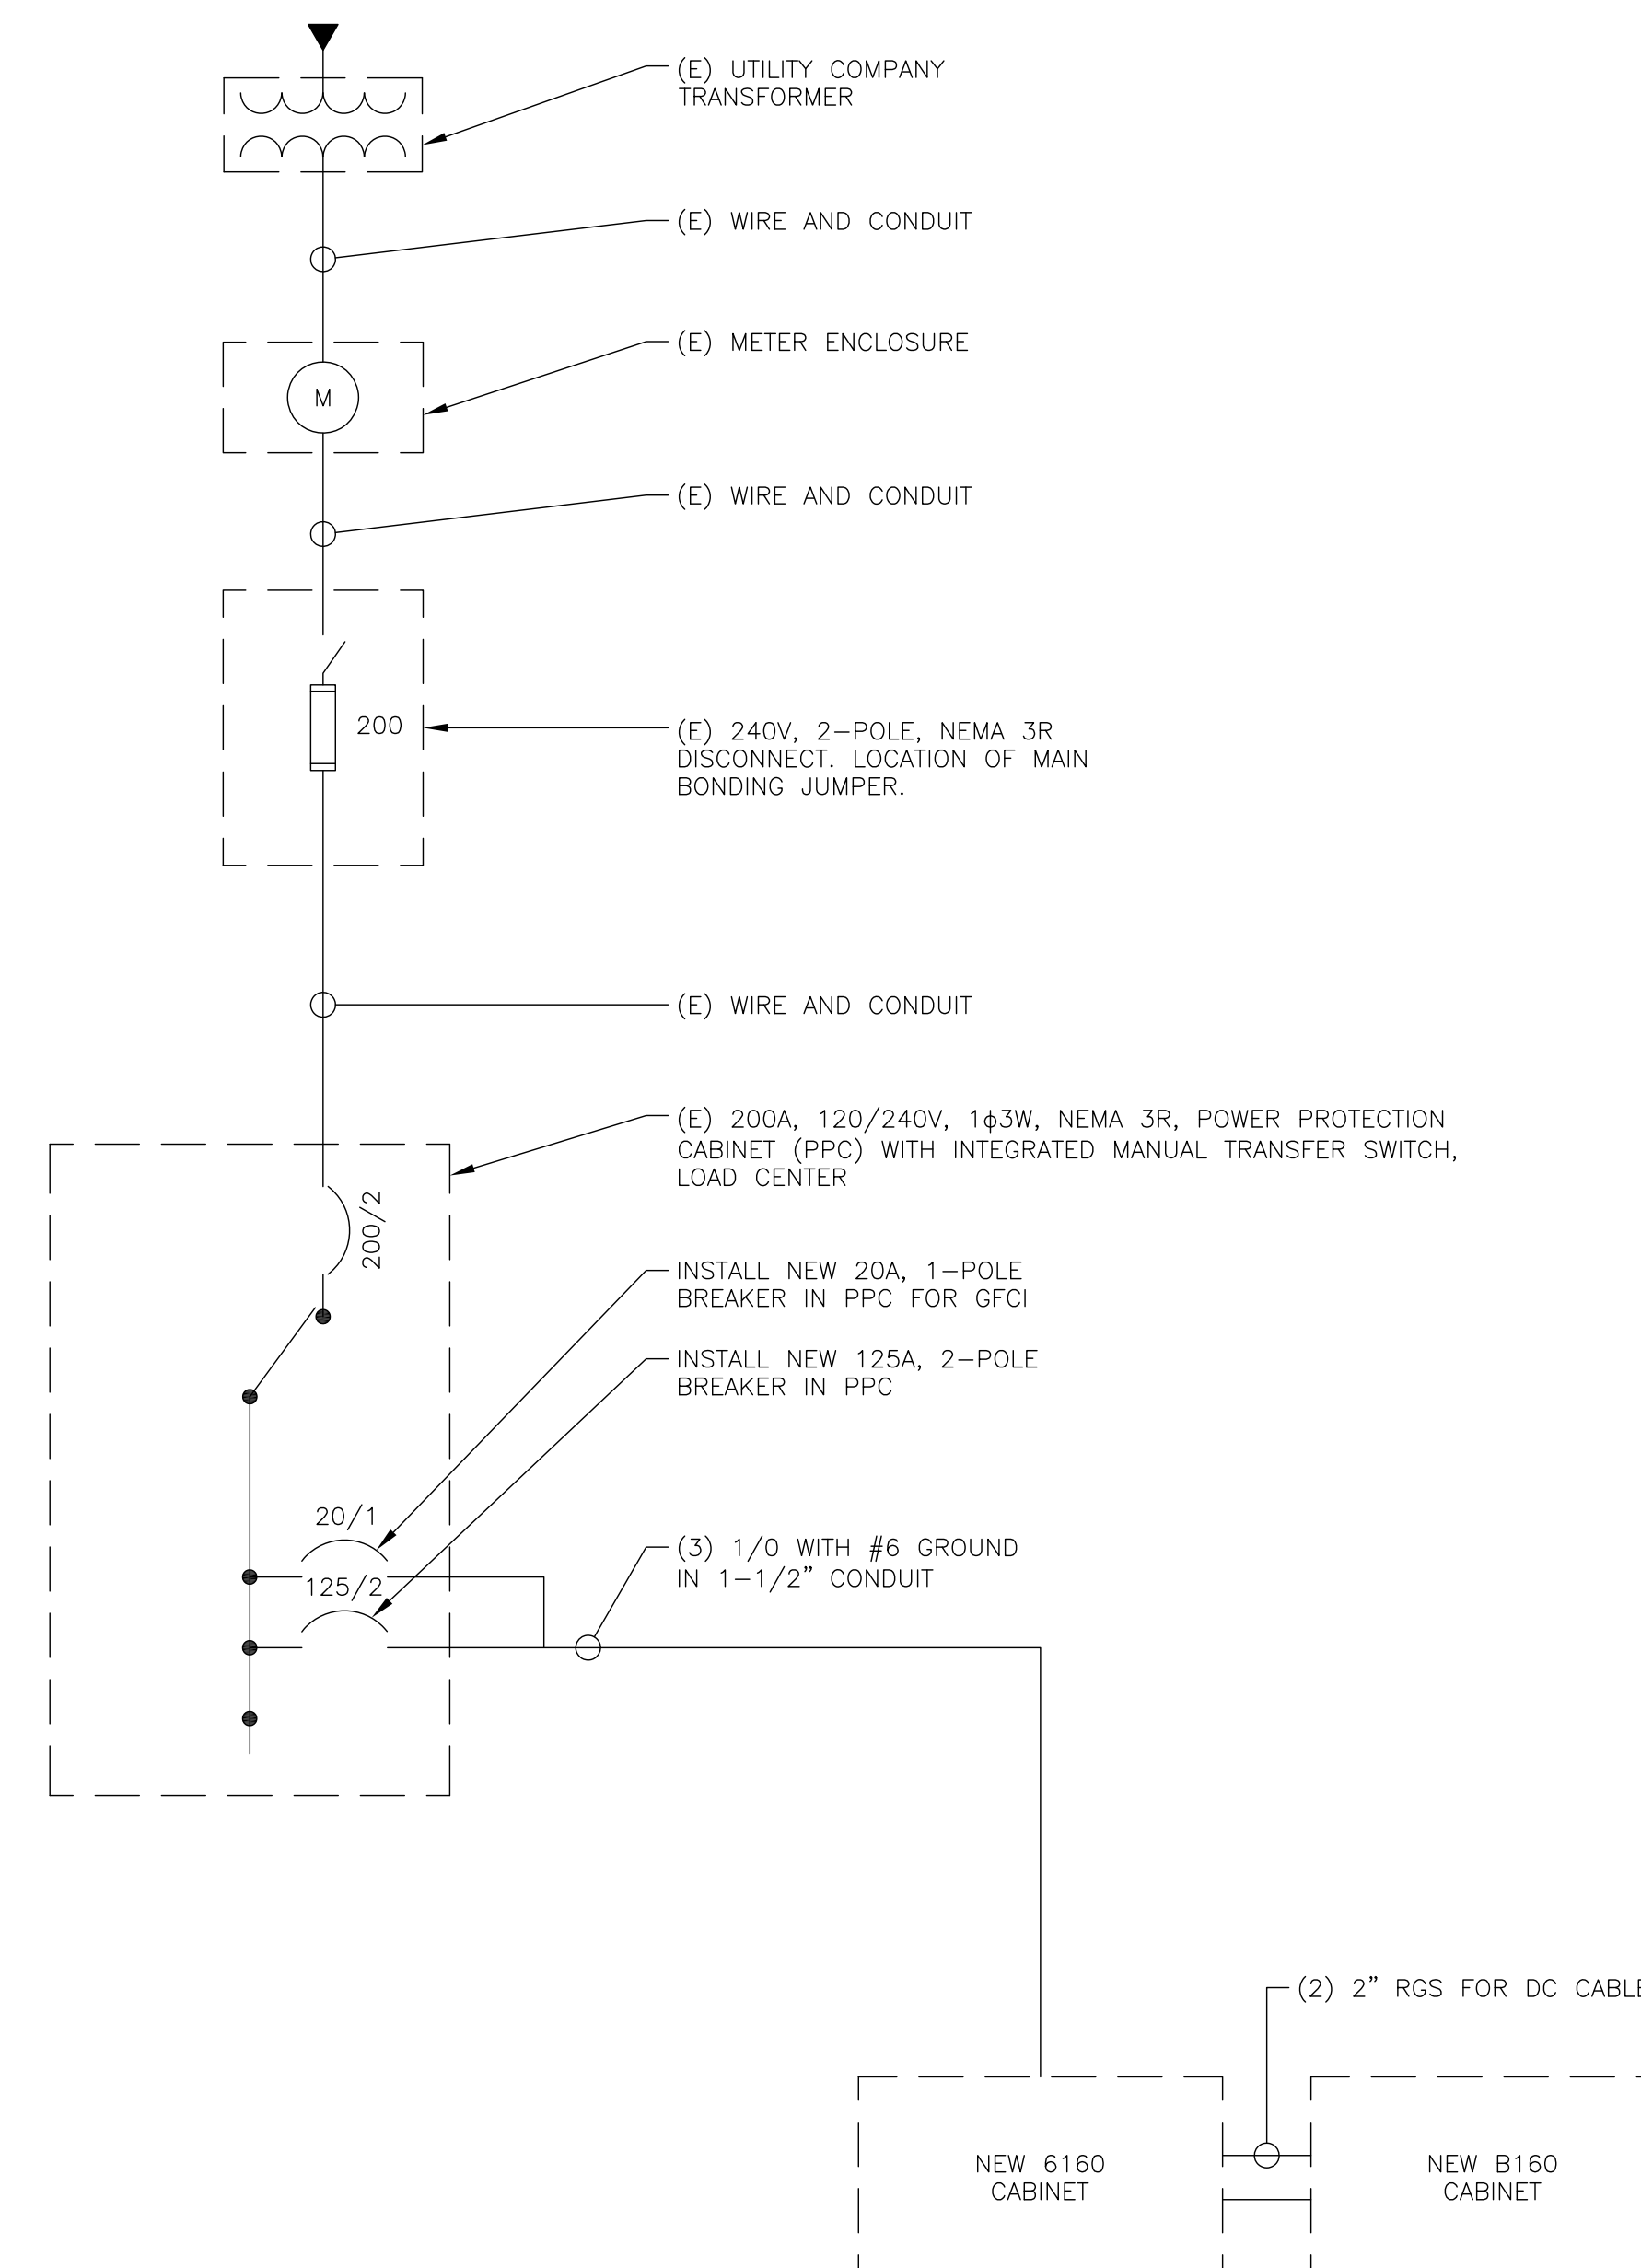 (E) UTILITY COMPANY
TRANSFORMER
(E) WIRE AND CONDUIT
(E) METER ENCLOSURE
M
(E) WIRE AND CONDUIT
200
(E) 240V, 2-POLE, NEMA 3R
DISCONNECT. LOCATION OF MAIN
BONDING JUMPER.
(E) WIRE AND CONDUIT
(E) 200A, 120/240V, 1ϕ3W, NEMA 3R, POWER PROTECTION
CABINET (PPC) WITH INTEGRATED MANUAL TRANSFER SWITCH,
LOAD CENTER
200/2
INSTALL NEW 20A, 1-POLE
BREAKER IN PPC FOR GFCI
INSTALL NEW 125A, 2-POLE
BREAKER IN PPC
20/1
125/2
(3) 1/0 WITH #6 GROUND
IN 1-1/2" CONDUIT
(2) 2" RGS FOR DC CABLE
NEW 6160
CABINET
NEW B160
CABINET